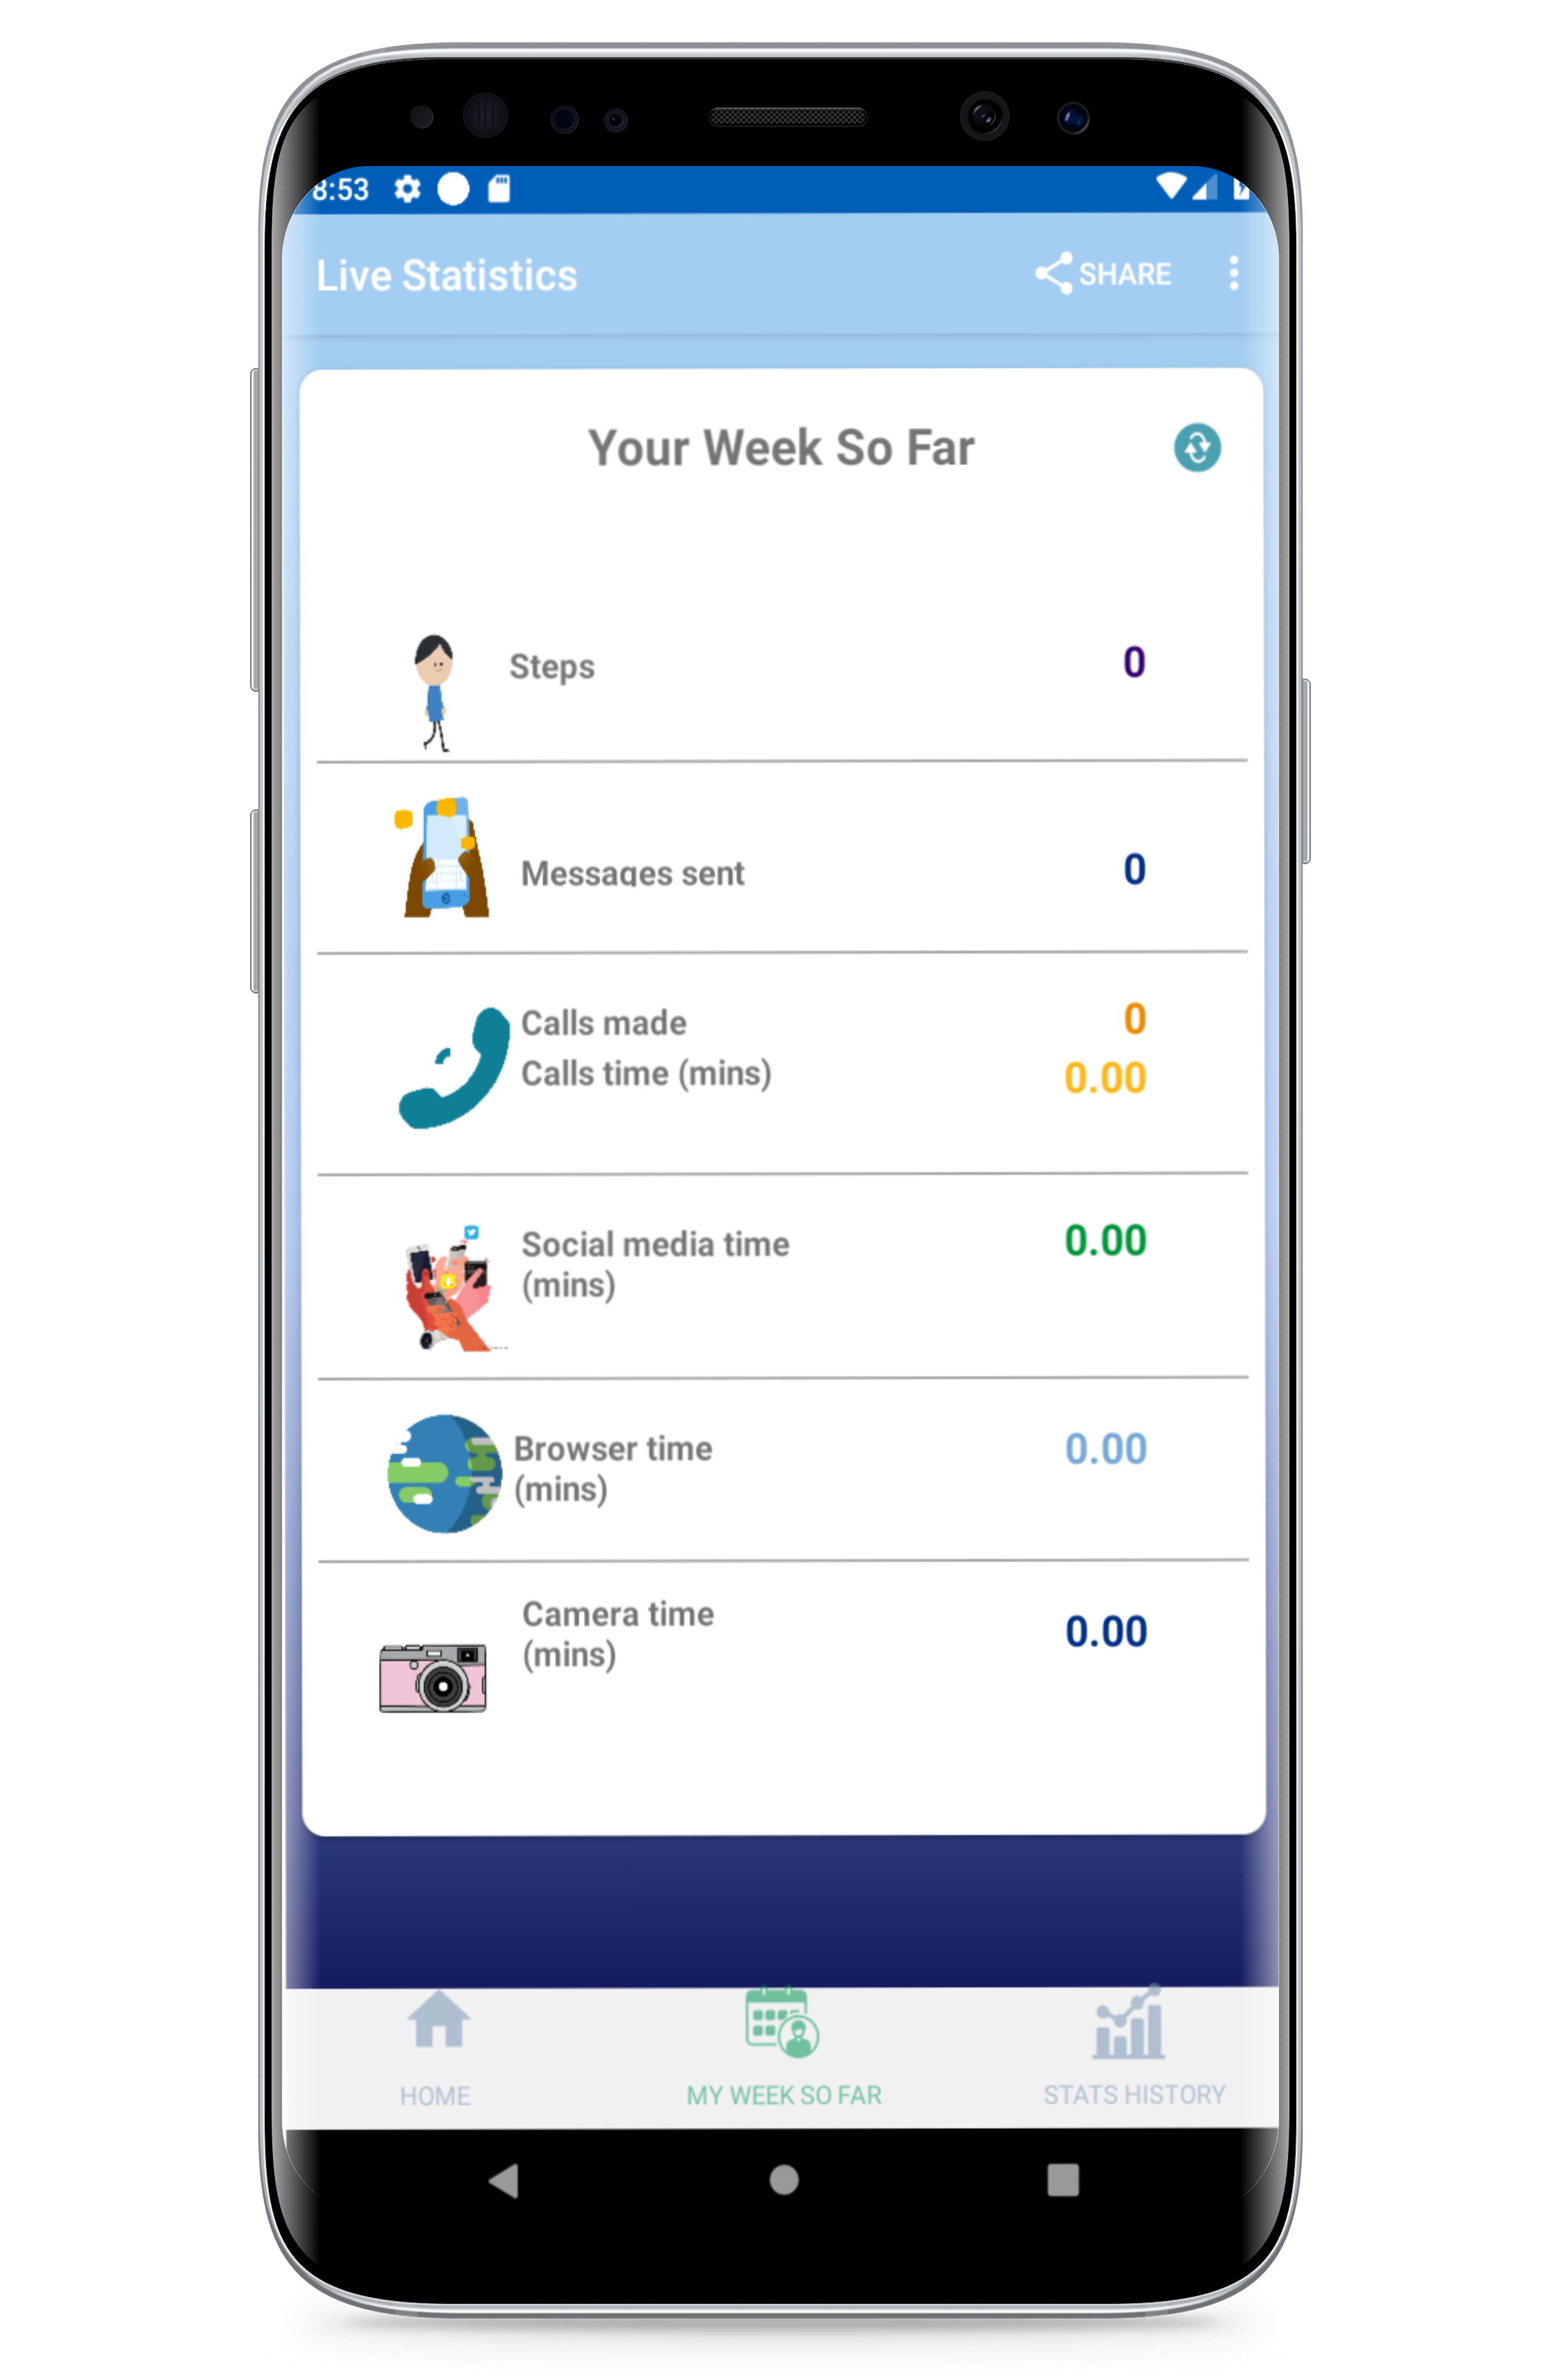 8:53
Live Statistics
SHARE
Your Week So Far
Steps
0
Messages sent
0
Calls made
0
Calls time (mins)
0.00
Social media time
(mins)
0.00
Browser time
(mins)
0.00
Camera time
(mins)
0.00
HOME
MY WEEK SO FAR
STATS HISTORY